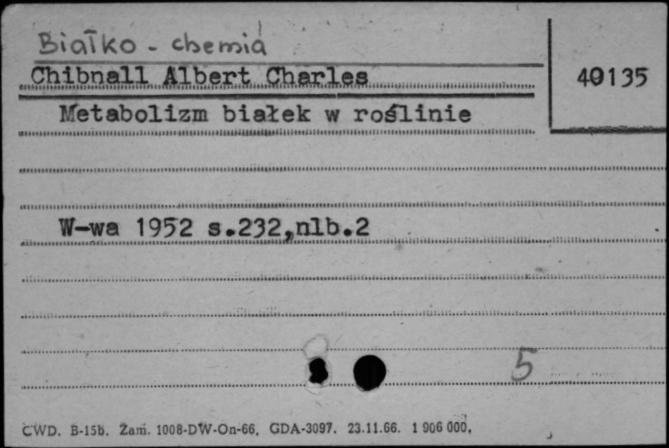 Białko - chemia
Chibnall Albert Charles
40135
Metabolizm białek w roślinie
W-wa 1952 s.232,nlb.2
5
CWD. B-15b. Zam. 1008-DW-On-66. GDA-3097. 23.11.66. 1 906 000,